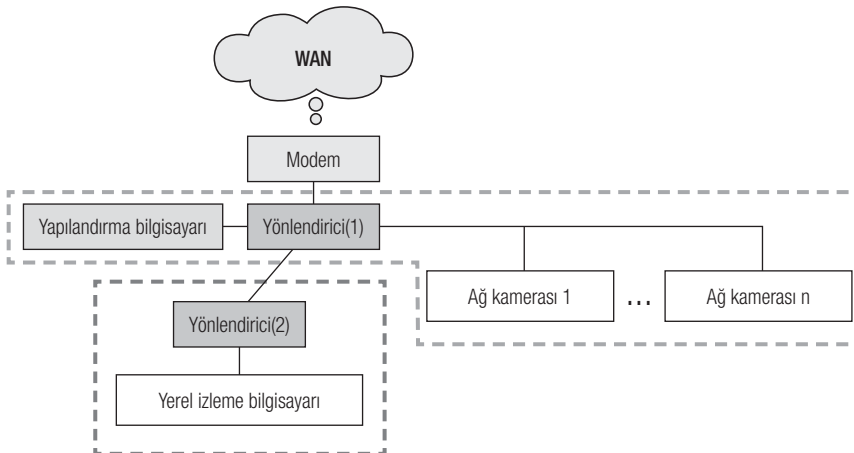 WAN
Modem
Yapılandırma bilgisayarı
Yönlendirici(1)
Ağ kamerası 1
...
Ağ kamerası n
Yönlendirici(2)
Yerel izleme bilgisayarı